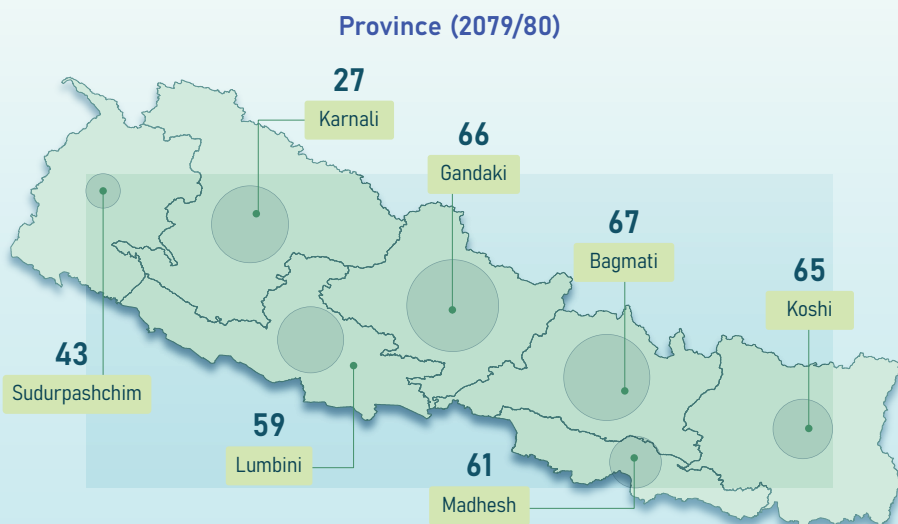 Province (2079/80)
27
Karnali
66
Gandaki
67
Bagmati
65
Koshi
43
Sudurpashchim
59
Lumbini
61
Madhesh